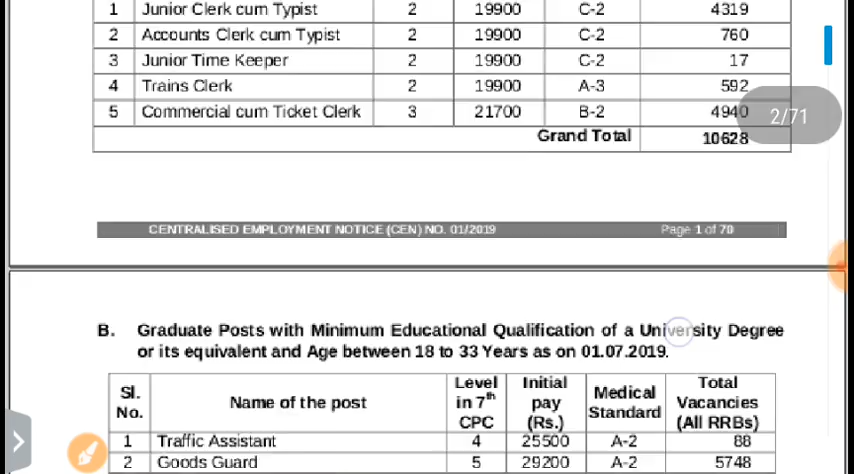 1 Junior Clerk cum Typist 2 19900 C-2 4319
2 Accounts Clerk cum Typist 2 19900 C-2 760
3 Junior Time Keeper 2 19900 C-2 17
4 Trains Clerk 2 19900 A-3 592
5 Commercial cum Ticket Clerk 3 21700 B-2 4940
2/71
Grand Total 10628
CENTRALISED EMPLOYMENT NOTICE (CEN) NO. 01/2019 Page 1 of 70
B. Graduate Posts with Minimum Educational Qualification of a University Degree
or its equivalent and Age between 18 to 33 Years as on 01.07.2019.
Sl. No. Name of the post Level in 7th CPC Initial pay (Rs.) Medical Standard Total Vacancies (All RRBs)
1 Traffic Assistant 4 25500 A-2 88
2 Goods Guard 5 29200 A-2 5748